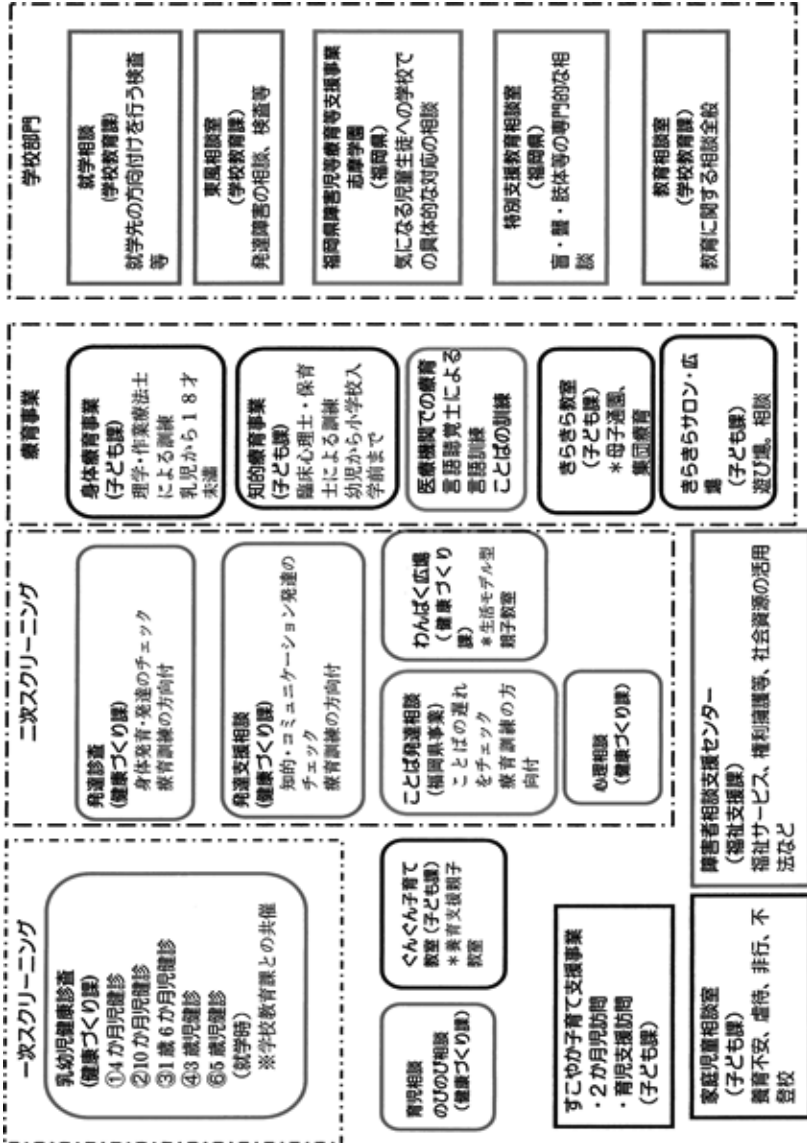 一次スクリーニング
乳幼児健康診査
(健康づくり課)
①4か月児健診
②10か月児健診
③1歳6か月児健診
④3歳児健診
⑥5歳児健診
(就学時)
※学校教育課との共催
育児相談
のびのび相談
(健康づくり課)
ぐんぐん子育て
教室(子ども課)
*養育支援親子
教室
すこやか子育て支援事業
・2か月児訪問
・育児支援訪問
(子ども課)
家庭児童相談室
(子ども課)
養育不安、虐待、非行、不
登校
二次スクリーニング
発達診査
(健康づくり課)
身体発育・発達のチェック
療育訓練の方向付
発達支援相談
(健康づくり課)
知的・コミュニケーション発達の
チェック
療育訓練の方向付
ことば発達相談
(福岡県事業)
ことばの遅れ
をチェック
療育訓練の方
向付
わんぱく広場
(健康づくり
課)
*生活モデル型
親子教室
心理相談
(健康づくり課)
障害者相談支援センター
(福祉支援課)
福祉サービス、権利擁護等、社会資源の活用
法など
療育事業
身体療育事業
(子ども課)
理学・作業療法士
による訓練
乳児から18才
未満
知的療育事業
(子ども課)
臨床心理士・保育
士による訓練
幼児から小学校入
学前まで
医療機関での療育
言語聴覚士による
言語訓練
ことばの訓練
きらきら教室
(子ども課)
*母子通園、
集団療育
きらきらサロン・広
場
(子ども課)
遊び場。相談
学校部門
就学相談
(学校教育課)
就学先の方向付けを行う検査
等
東風相談室
(学校教育課)
発達障害の相談、検査等
福岡県障害児等療育等支援事業
志摩学園
(福岡県)
気になる児童生徒への学校で
の具体的な対応の相談
特別支援教育相談室
(福岡県)
盲・聾・肢体等の専門的な相
談
教育相談室
(学校教育課)
教育に関する相談全般